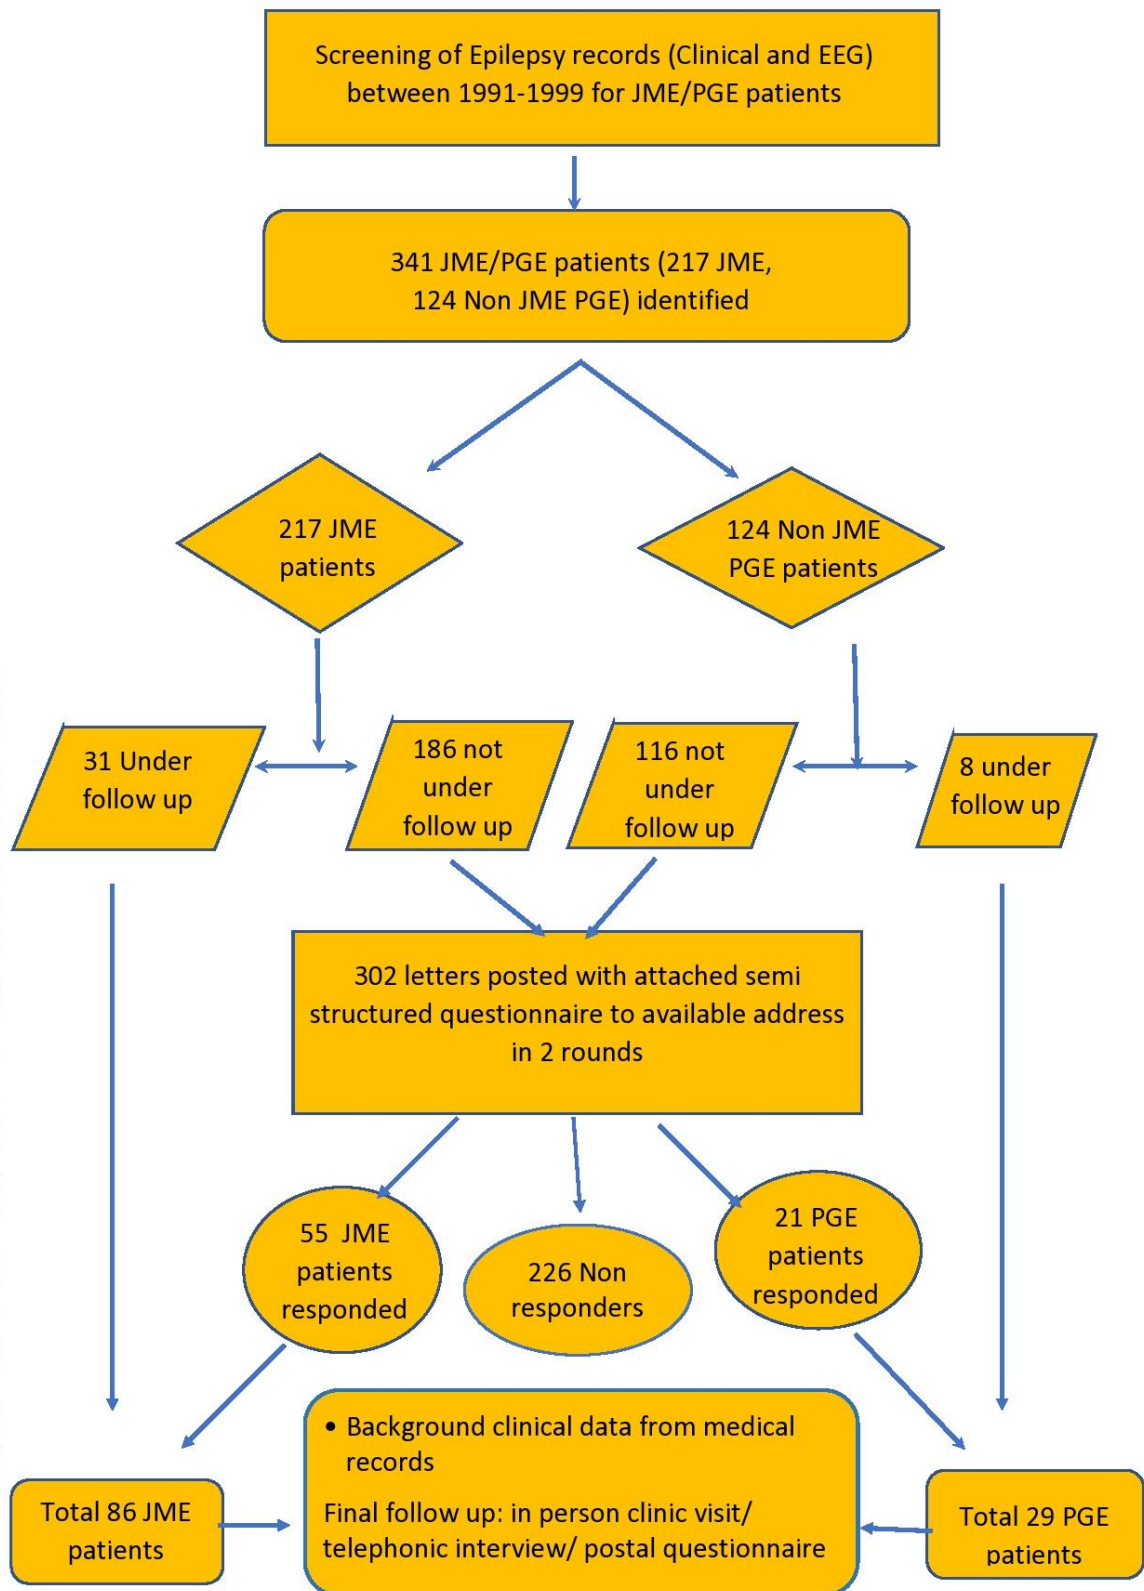 Screening of Epilepsy records (Clinical and EEG)
between 1991-1999 for JME/PGE patients
341 JME/PGE patients (217 JME,
124 Non JME PGE) identified
217 JME
patients
124 Non JME
PGE patients
31 Under
follow up
186 not
under
follow up
116 not
under
follow up
8 under
follow up
302 letters posted with attached semi
structured questionnaire to available address
in 2 rounds
55 JME
patients
responded
226 Non
responders
21 PGE
patients
responded
Total 86 JME
patients
• Background clinical data from medical
records
Final follow up: in person clinic visit/
telephonic interview/ postal questionnaire
Total 29 PGE
patients